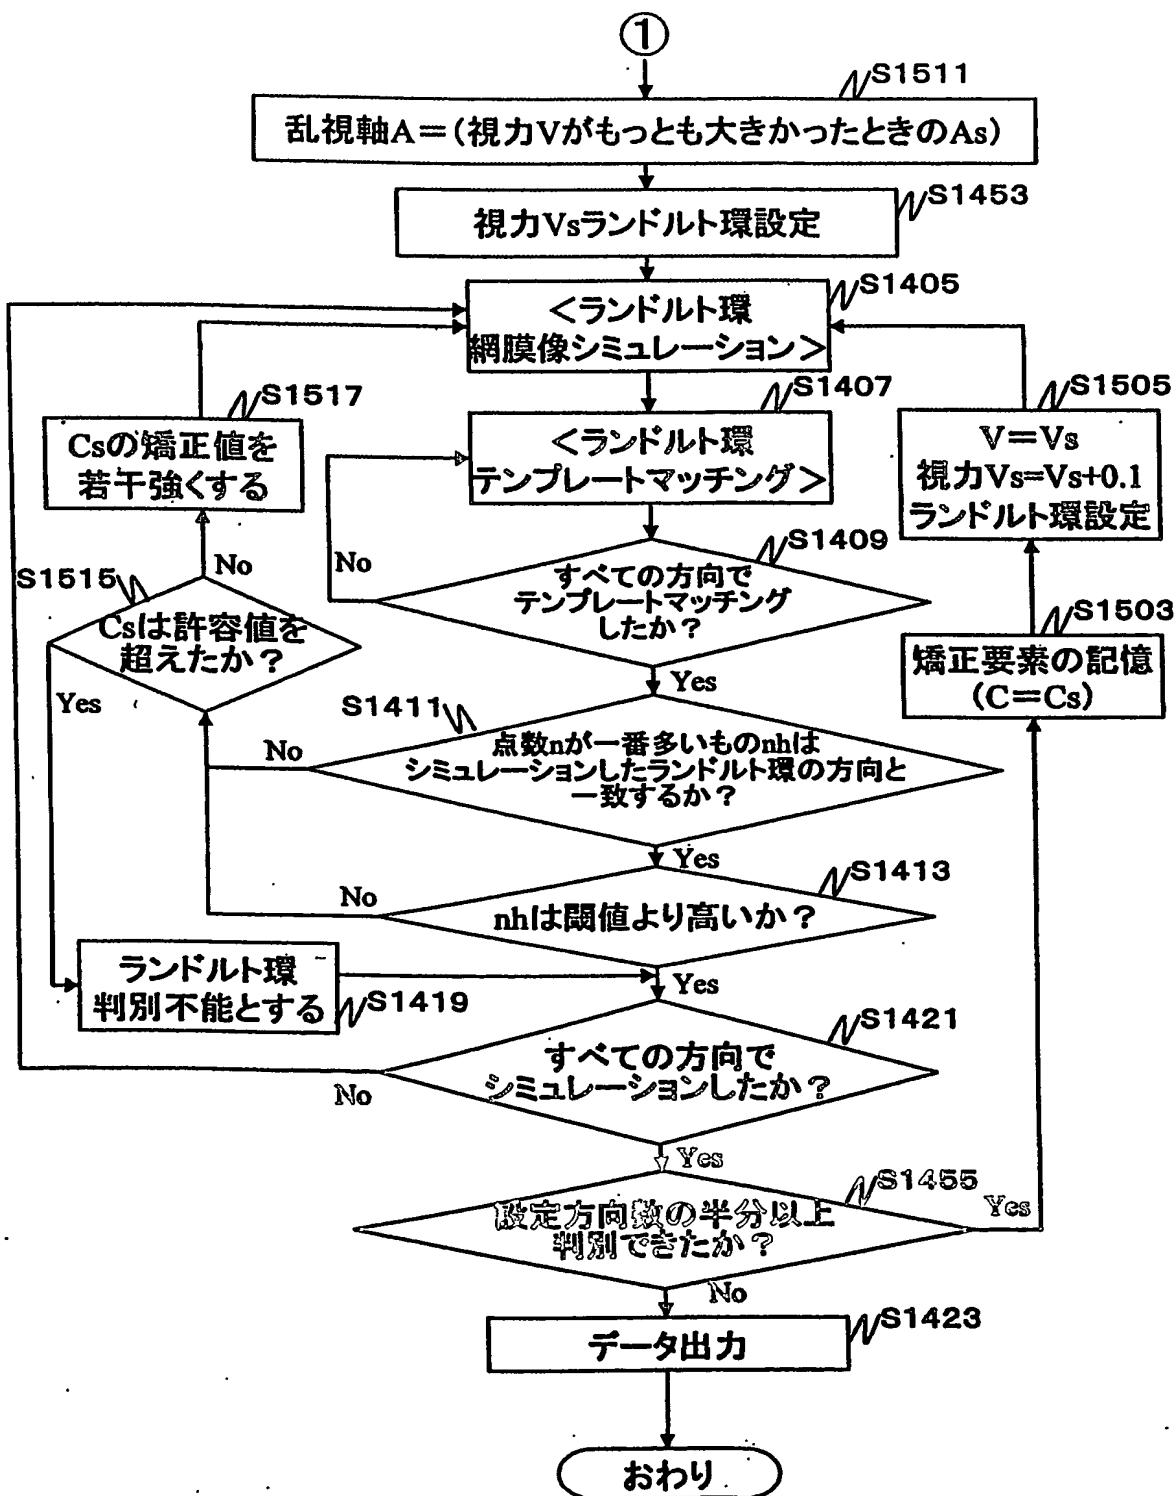 ①
S1511
乱視軸A=(視力Vがもっとも大きかったときのAs)
S1453
視力Vsランドルト環設定
S1405
<ランドルト環
網膜像シミュレーション>
S1407
<ランドルト環
テンプレートマッチング>
S1517
Csの矯正値を
若干強くする
S1505
V=Vs
視力Vs=Vs+0.1
ランドルト環設定
S1409
すべての方向で
テンプレートマッチング
したか?
No
Yes
S1515
No
Csは許容値を
超えたか?
Yes
S1503
矯正要素の記憶
(C=Cs)
S1411
点数nが一番多いものnhは
シミュレーションしたランドルト環の方向と
一致するか?
No
Yes
S1413
nhは閾値より高いか?
No
Yes
ランドルト環
判別不能とする
S1419
S1421
すべての方向で
シミュレーションしたか?
No
Yes
S1455
設定方向数の半分以上
判別できたか?
Yes
No
S1423
データ出力
おわり